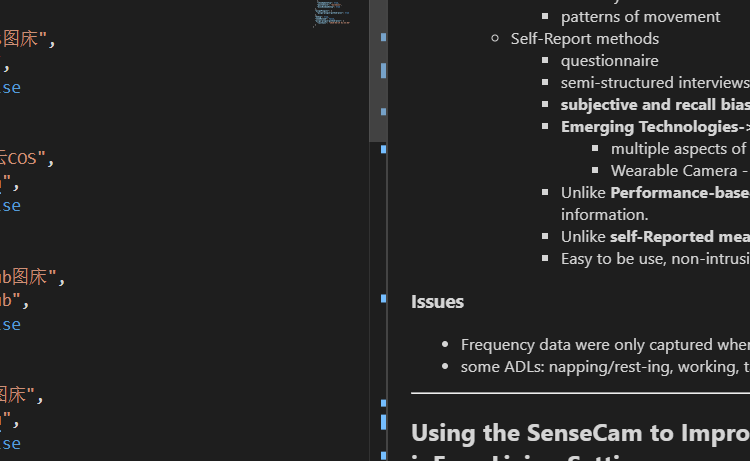 图床",
",
se
云cos",
",
se
ub图床",
ub",
se
图床",
",
se
patterns of movement
Self-Report methods
questionnaire
semi-structured interviews
subjective and recall bias
Emerging Technologies->
multiple aspects of
Wearable Camera -
Unlike Performance-based
information.
Unlike self-Reported mea
Easy to be use, non-intrusi
Issues
Frequency data were only captured when
some ADLs: napping/rest-ing, working, t
Using the SenseCam to Impro